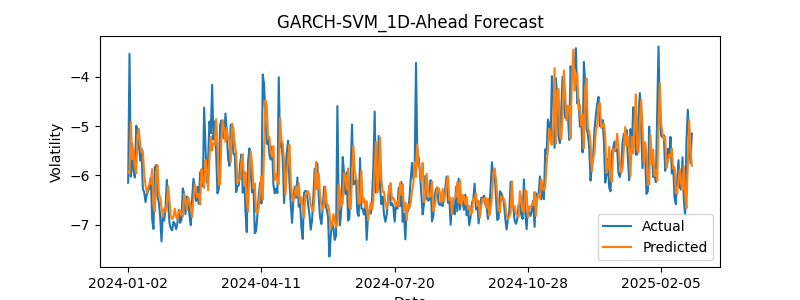 GARCH-SVM_1D-Ahead Forecast
−4
−5
−6
−7
Volatility
2024-01-02 2024-04-11 2024-07-20 2024-10-28 2025-02-05
Date
Actual
Predicted